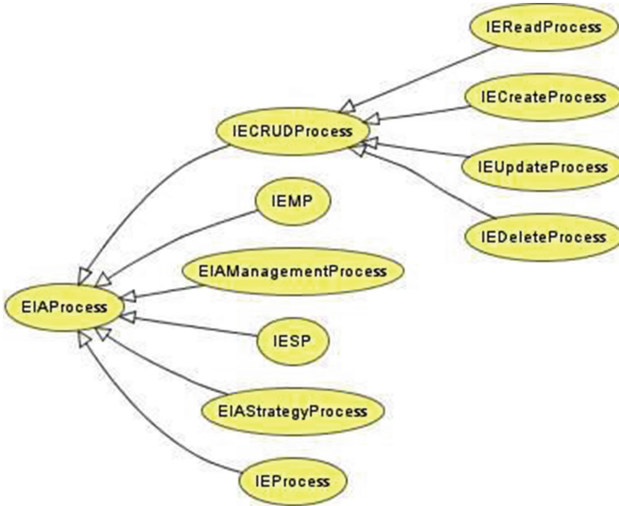 IEReadProcess
IECreateProcess
IECRUDProcess
IEUpdateProcess
IEMP
IEDeleteProcess
EIAManagementProcess
EIAProcess
IESP
EIAStrategyProcess
IEProcess